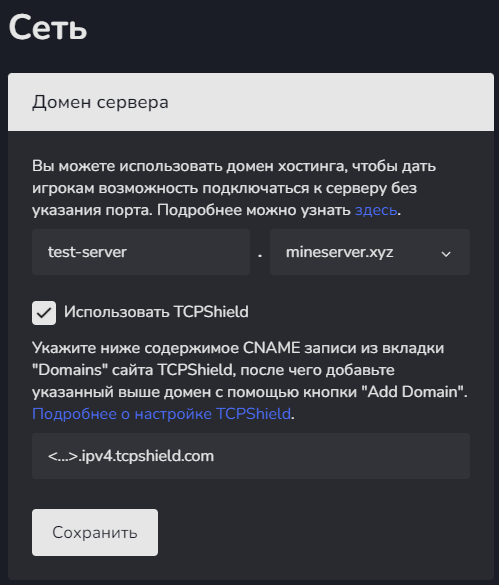 Сеть
Домен сервера
Вы можете использовать домен хостинга, чтобы дать
игрокам возможность подключаться к серверу без
указания порта. Подробнее можно узнать здесь.
test-server . mineserver.xyz
Использовать TCPShield
Укажите ниже содержимое CNAME записи из вкладки
"Domains" сайта TCPShield, после чего добавьте
указанный выше домен с помощью кнопки "Add Domain".
Подробнее о настройке TCPShield.
<...>.ipv4.tcpshield.com
Сохранить